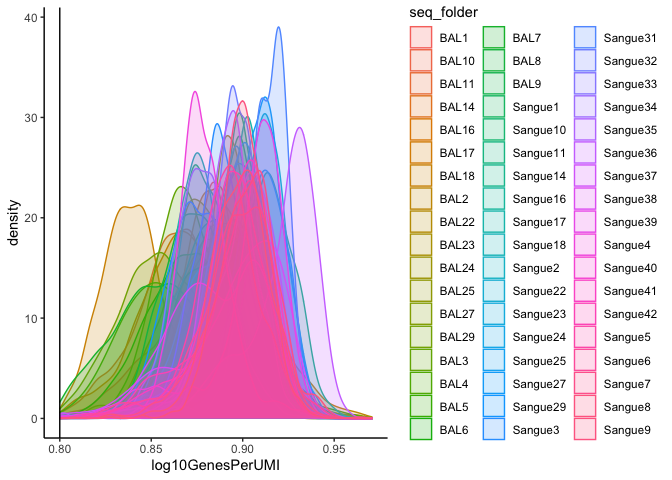 seq_folder
BAL1
BAL10
BAL11
BAL14
BAL16
BAL17
BAL18
BAL2
BAL22
BAL23
BAL24
BAL25
BAL27
BAL29
BAL3
BAL4
BAL5
BAL6
BAL7
BAL8
BAL9
Sangue1
Sangue10
Sangue11
Sangue14
Sangue16
Sangue17
Sangue18
Sangue2
Sangue22
Sangue23
Sangue24
Sangue25
Sangue27
Sangue29
Sangue3
Sangue31
Sangue32
Sangue33
Sangue34
Sangue35
Sangue36
Sangue37
Sangue38
Sangue39
Sangue4
Sangue40
Sangue41
Sangue42
Sangue5
Sangue6
Sangue7
Sangue8
Sangue9
density
40
30
20
10
0
0.80 0.85 0.90 0.95
log10GenesPerUMI